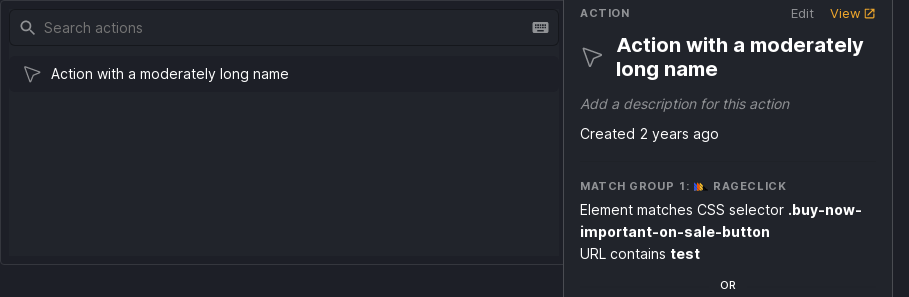 Search actions
Action with a moderately long name
ACTION
Edit
View
Action with a moderately
long name
Add a description for this action
Created 2 years ago
MATCH GROUP 1: RAGECLICK
Element matches CSS selector .buy-now-
important-on-sale-button
URL contains test
OR